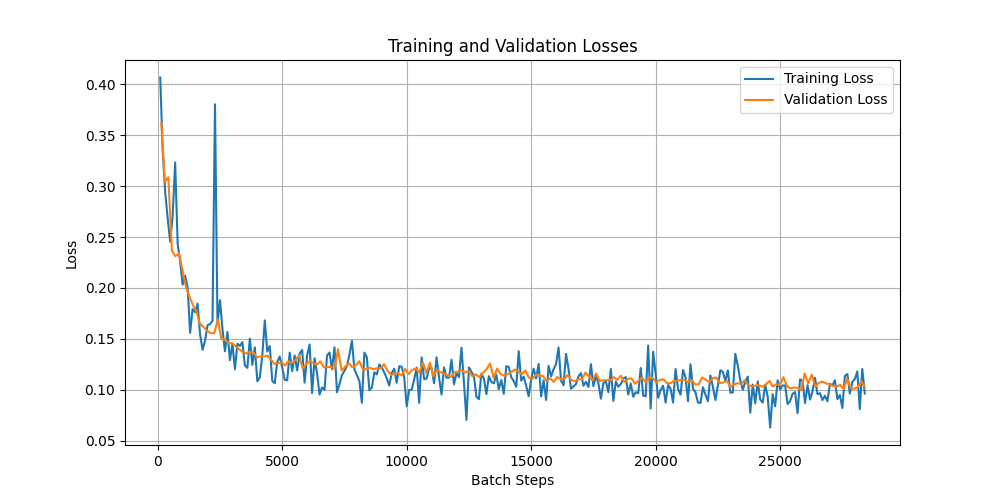 Training and Validation Losses
Training Loss
Validation Loss
0.40
0.35
0.30
0.25
0.20
0.15
0.10
0.05
Loss
0
5000
10000
15000
20000
25000
Batch Steps